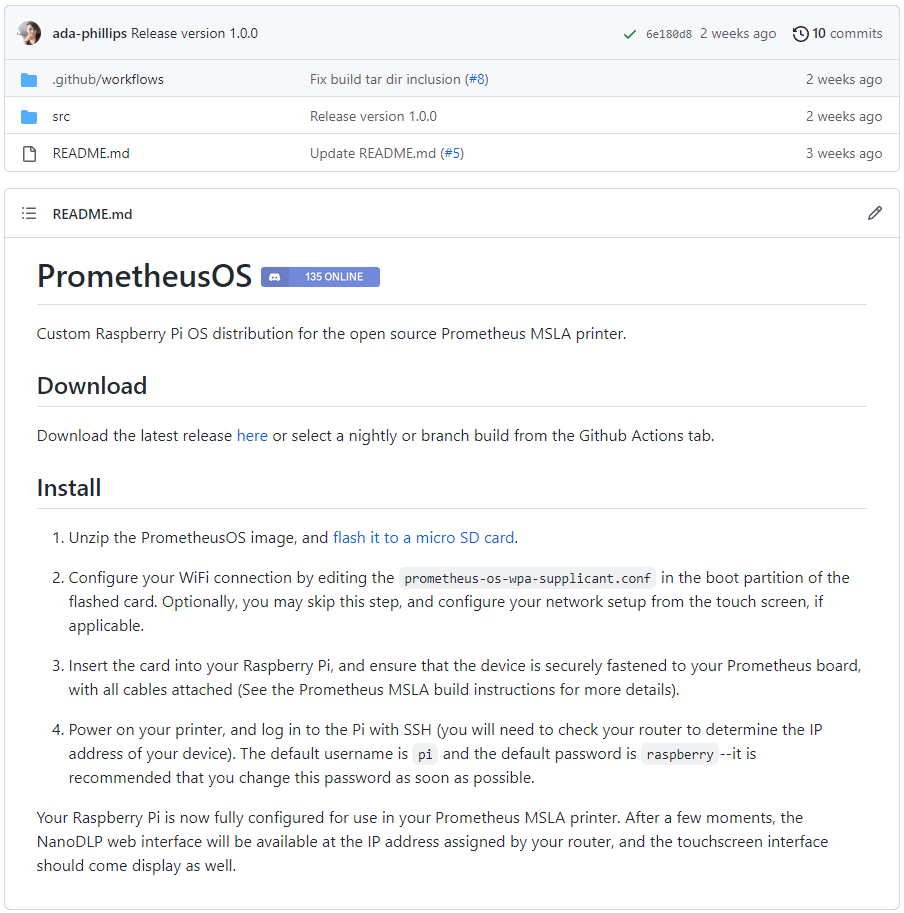 ada-phillips Release version 1.0.0 6e180d8 2 weeks ago 10 commits
.github/workflows Fix build tar dir inclusion (#8) 2 weeks ago
src Release version 1.0.0 2 weeks ago
README.md Update README.md (#5) 3 weeks ago
README.md
PrometheusOS 135 ONLINE
Custom Raspberry Pi OS distribution for the open source Prometheus MSLA printer.
Download
Download the latest release here or select a nightly or branch build from the Github Actions tab.
Install
1. Unzip the PrometheusOS image, and flash it to a micro SD card.
2. Configure your WiFi connection by editing the prometheus-os-wpa-supplicant.conf in the boot partition of the
flashed card. Optionally, you may skip this step, and configure your network setup from the touch screen, if
applicable.
3. Insert the card into your Raspberry Pi, and ensure that the device is securely fastened to your Prometheus board,
with all cables attached (See the Prometheus MSLA build instructions for more details).
4. Power on your printer, and log in to the Pi with SSH (you will need to check your router to determine the IP
address of your device). The default username is pi and the default password is raspberry --it is
recommended that you change this password as soon as possible.
Your Raspberry Pi is now fully configured for use in your Prometheus MSLA printer. After a few moments, the
NanoDLP web interface will be available at the IP address assigned by your router, and the touchscreen interface
should come display as well.